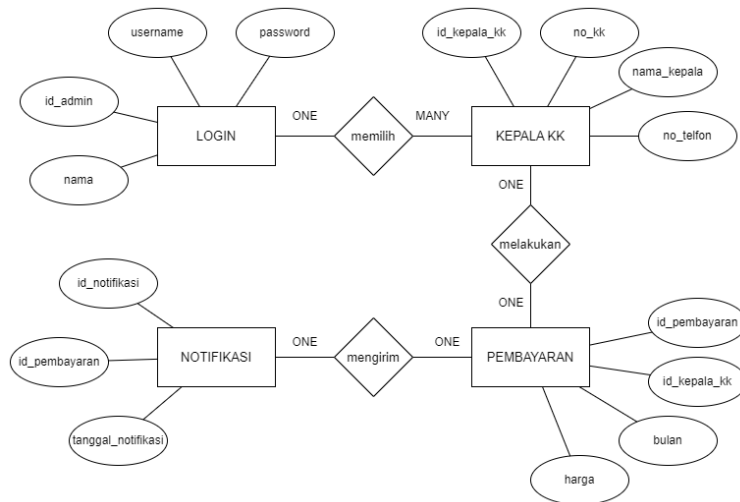 username
password
id_kepala_kk
no_kk
nama_kepala
id_admin
ONE
MANY
LOGIN
memilih
KEPALA KK
no_telfon
nama
ONE
melakukan
id_notifikasi
ONE
id_pembayaran
ONE
ONE
NOTIFIKASI
mengirim
PEMBAYARAN
id_pembayaran
id_kepala_kk
tanggal_notifikasi
bulan
harga